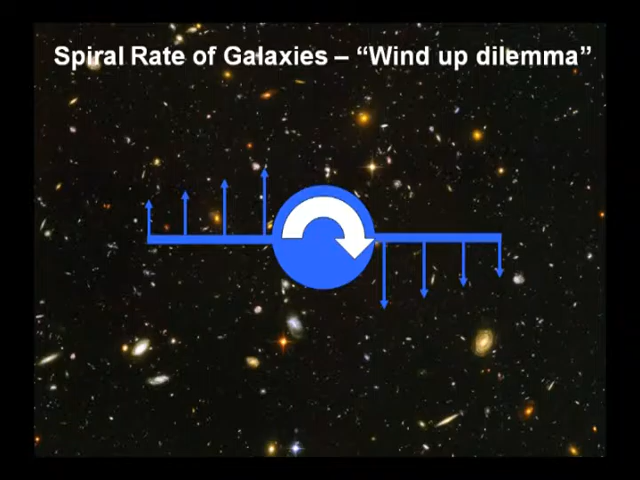 Spiral Rate of Galaxies – “Wind up dilemma”